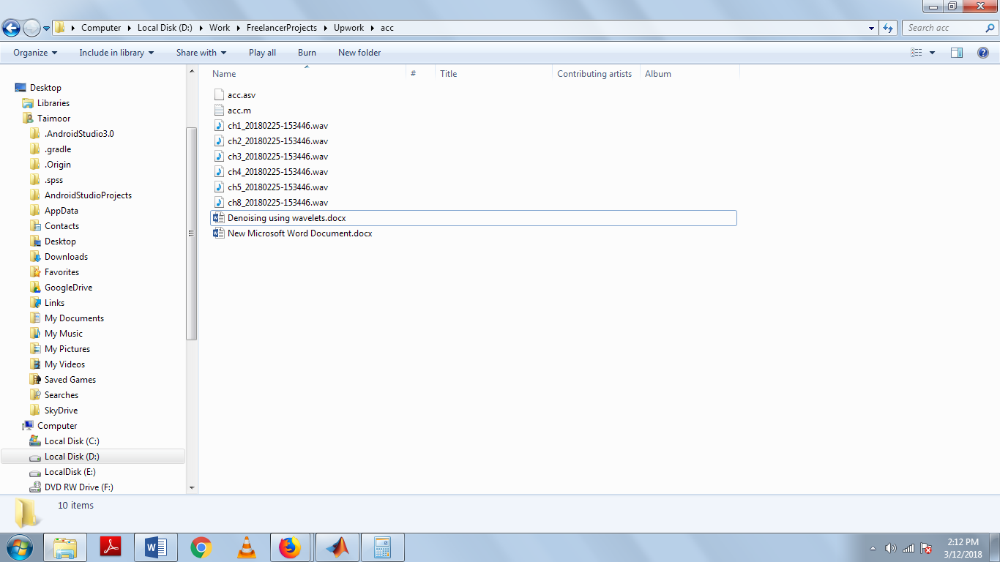 Computer Local Disk (D:) Work FreelancerProjects Upwork acc
Search acc
Organize Include in library Share with Play all Burn New folder
Name # Title Contributing artists Album
Desktop
Libraries
Taimoor
.AndroidStudio3.0
.gradle
.Origin
.spss
AndroidStudioProjects
AppData
Contacts
Desktop
Downloads
Favorites
GoogleDrive
Links
My Documents
My Music
My Pictures
My Videos
Saved Games
Searches
SkyDrive
Computer
Local Disk (C:)
Local Disk (D:)
LocalDisk (E:)
DVD RW Drive (F:)
acc.asv
acc.m
ch1_20180225-153446.wav
ch2_20180225-153446.wav
ch3_20180225-153446.wav
ch4_20180225-153446.wav
ch5_20180225-153446.wav
ch8_20180225-153446.wav
Denoising using wavelets.docx
New Microsoft Word Document.docx
10 items
2:12 PM
3/12/2018